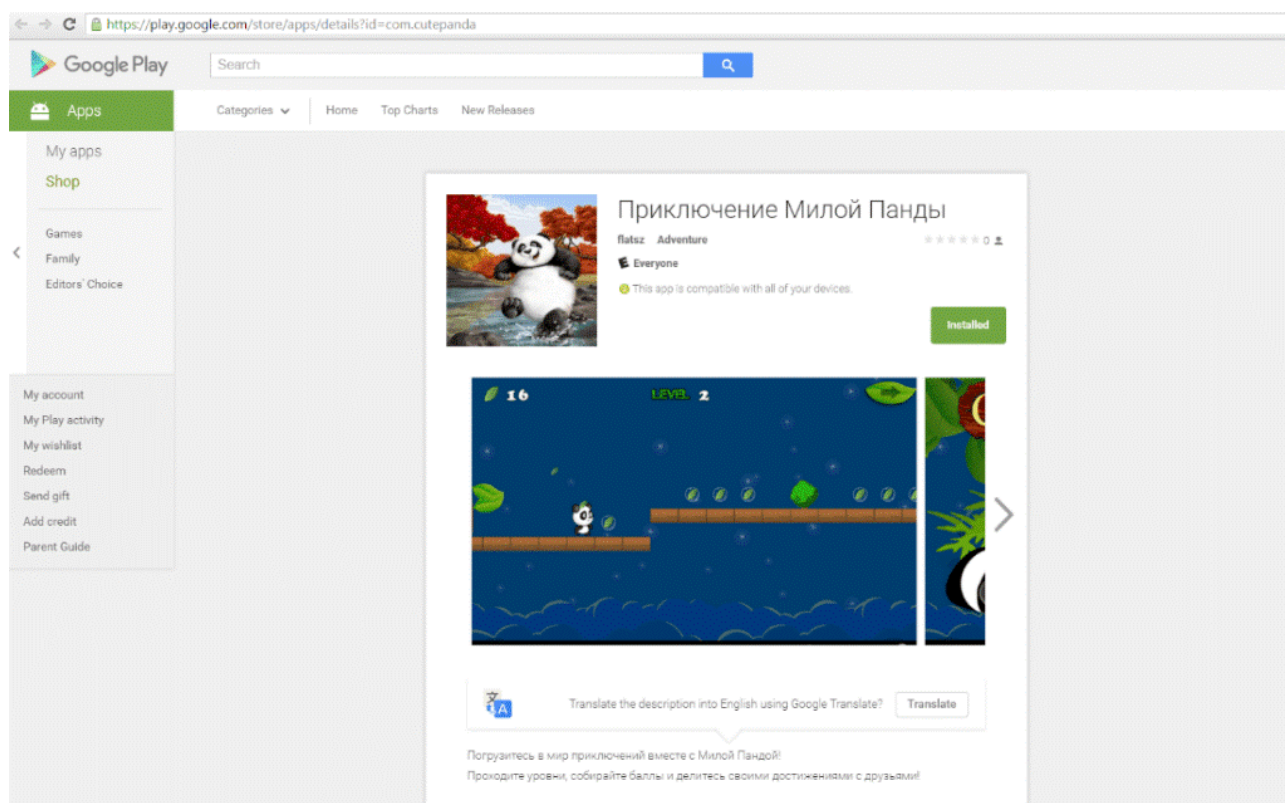 https://play.google.com/store/apps/details?id=com.cutepanda
Google Play
Search
Apps
Categories
Home
Top Charts
New Releases
My apps
Shop
Games
Family
Editors' Choice
My account
My Play activity
My wishlist
Redeem
Send gift
Add credit
Parent Guide
Приключение Милой Панды
flatsz Adventure
0
E Everyone
This app is compatible with all of your devices.
Installed
16
LEVEL 2
Translate the description into English using Google Translate?
Translate
Погрузитесь в мир приключений вместе с Милой Пандой!
Проходите уровни, собирайте баллы и делитесь своими достижениями с друзьями!